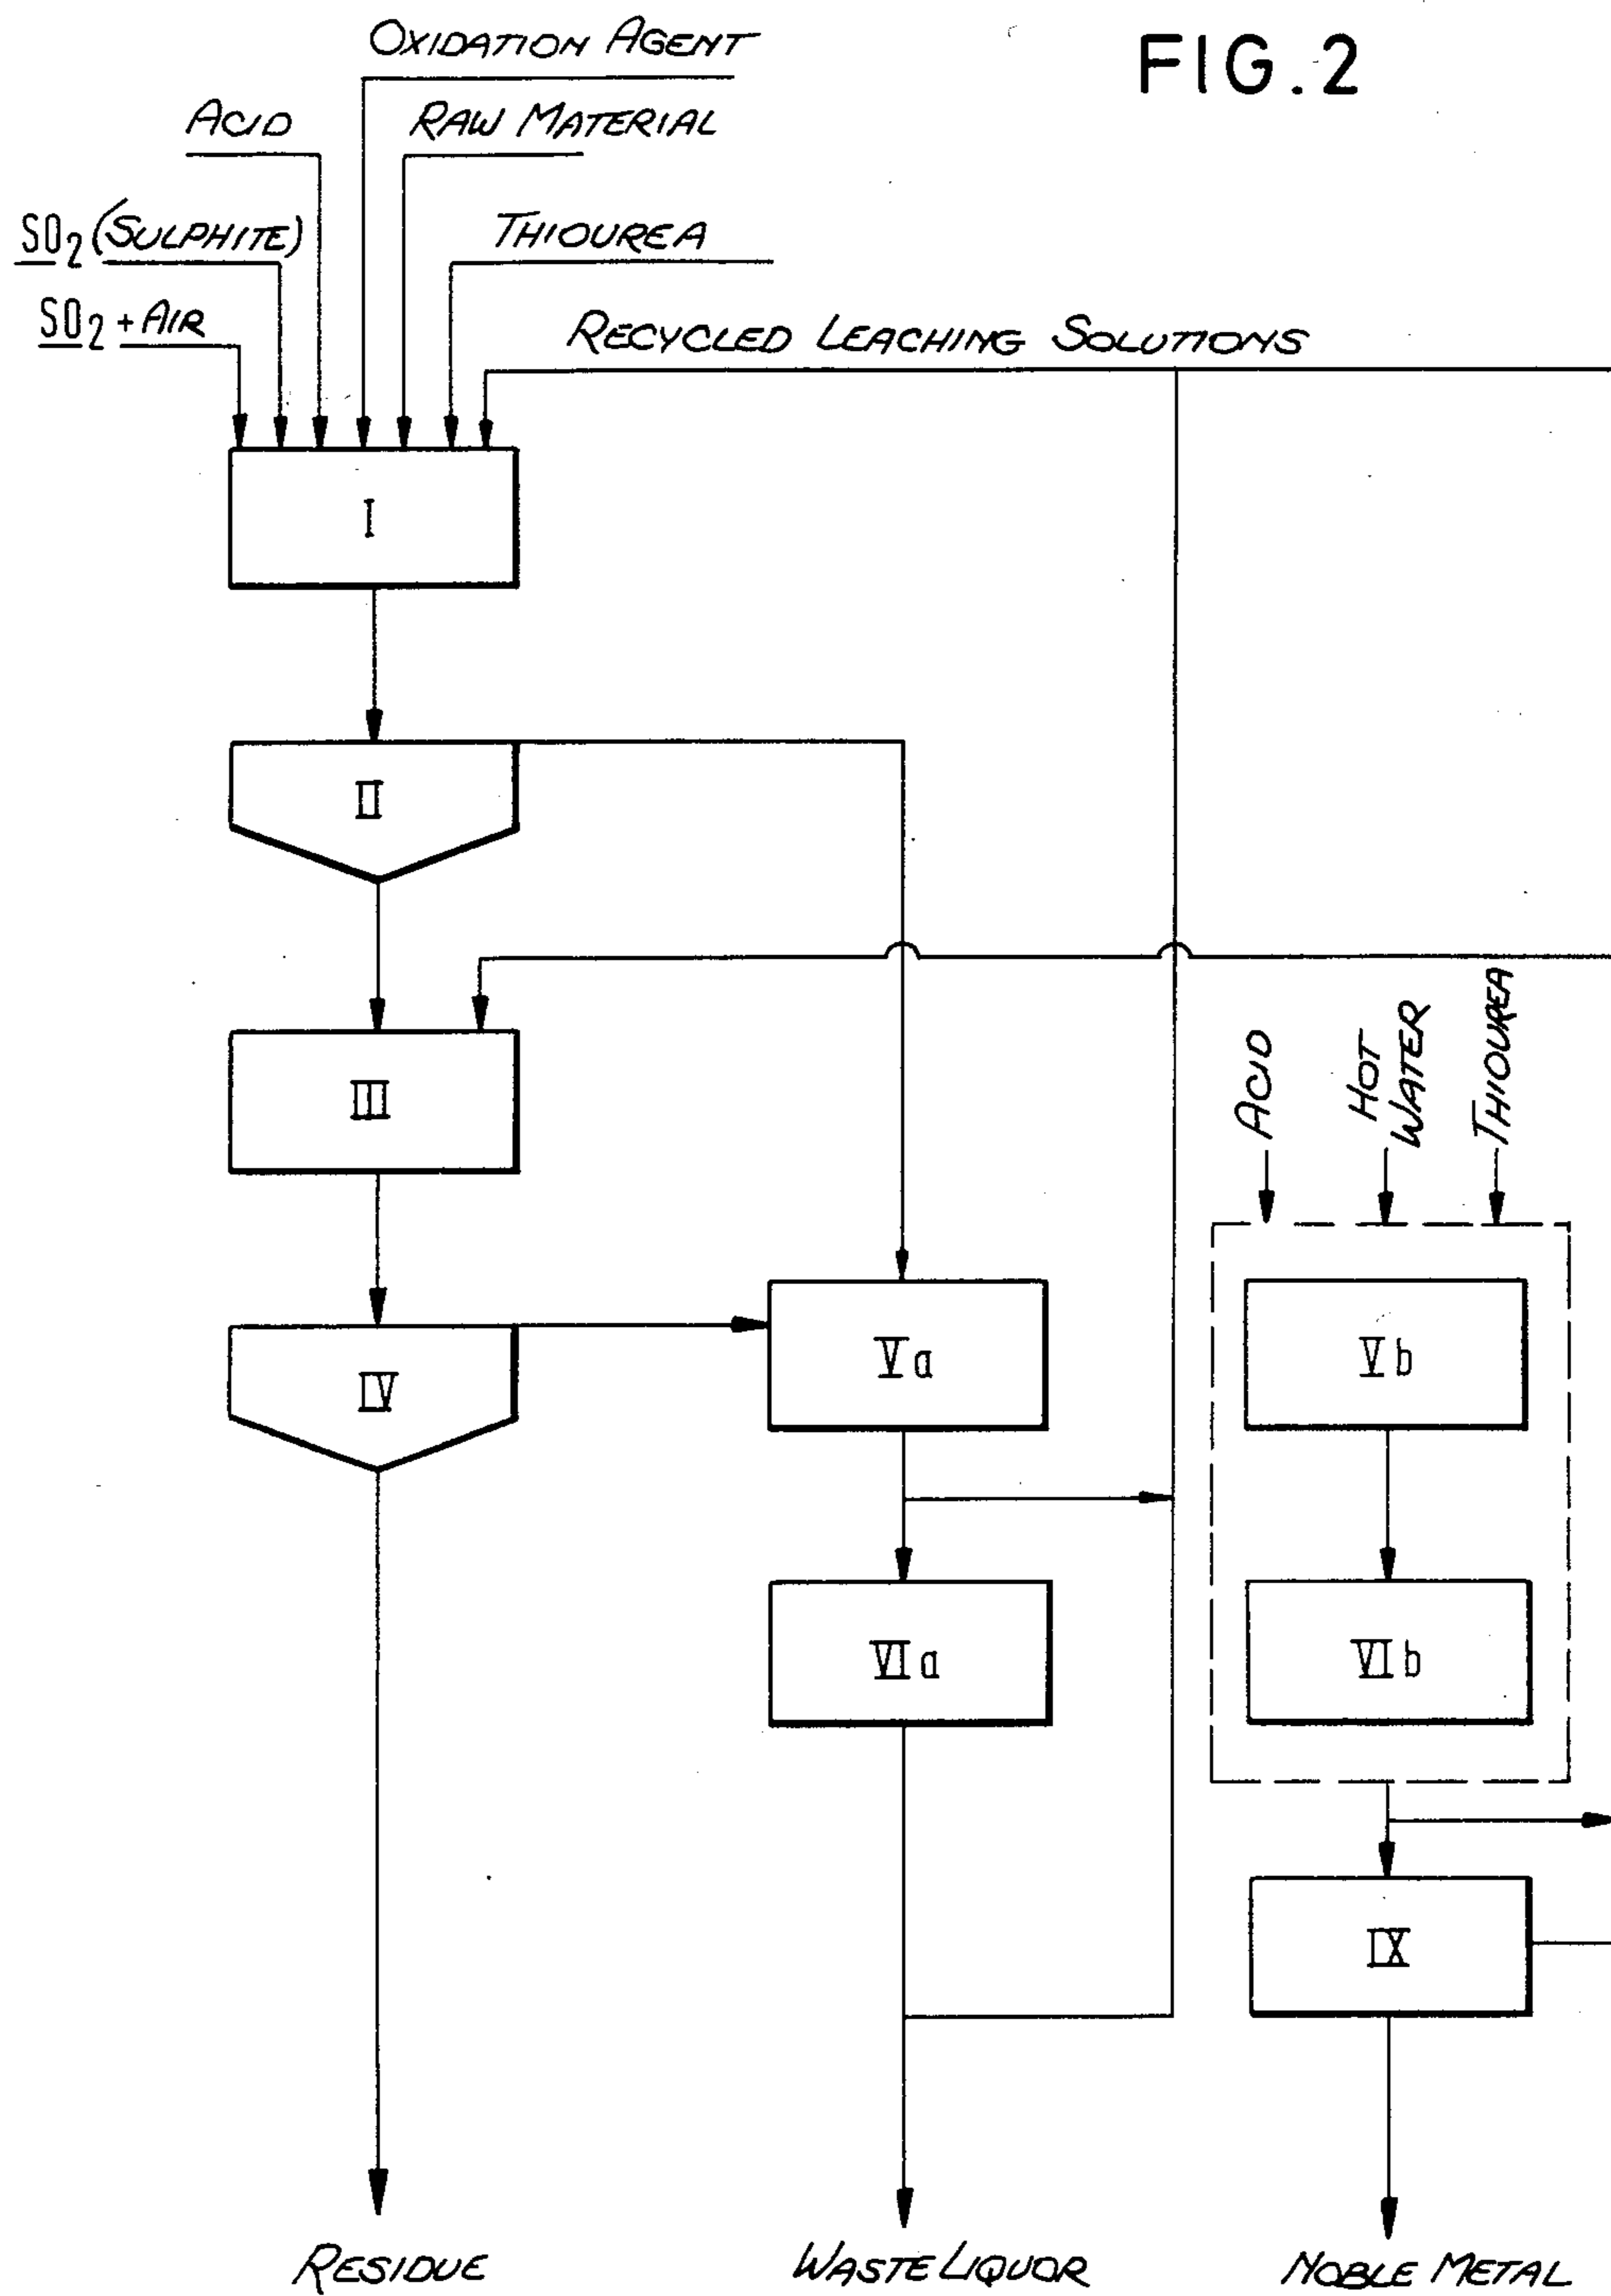 FIG. 2
OXIDATION AGENT
ACID
RAW MATERIAL
SO2 (SULPHITE)
THIOUREA
SO2 + AIR
RECYCLED LEACHING SOLUTIONS
I
II
III
ACID
HOT
WATER
THIOUREA
IV
Va
Vb
VIa
VIb
IX
RESIDUE
WASTE LIQUOR
NOBLE METAL